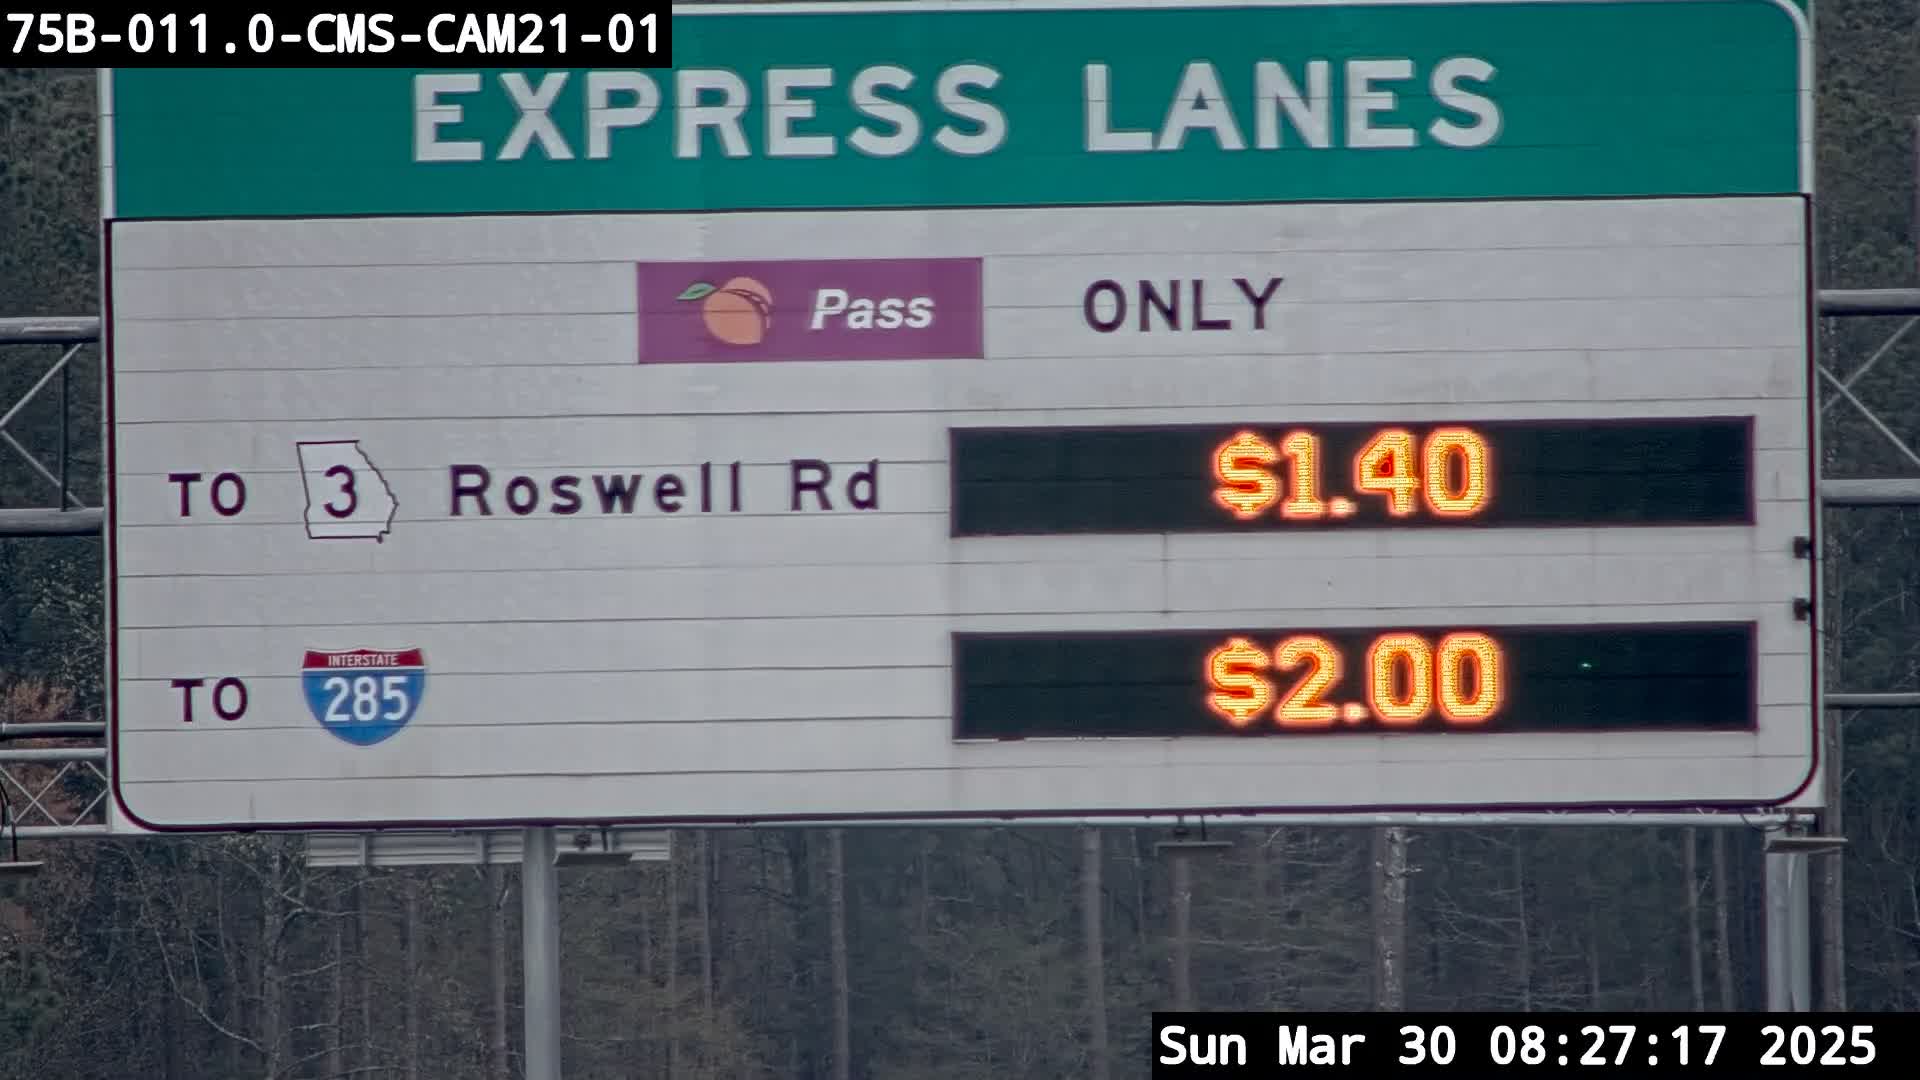 75B-011.0-CMS-CAM21-01
EXPRESS LANES
Pass ONLY
TO 3 Roswell Rd $1.40
TO INTERSTATE 285 $2.00
Sun Mar 30 08:27:17 2025